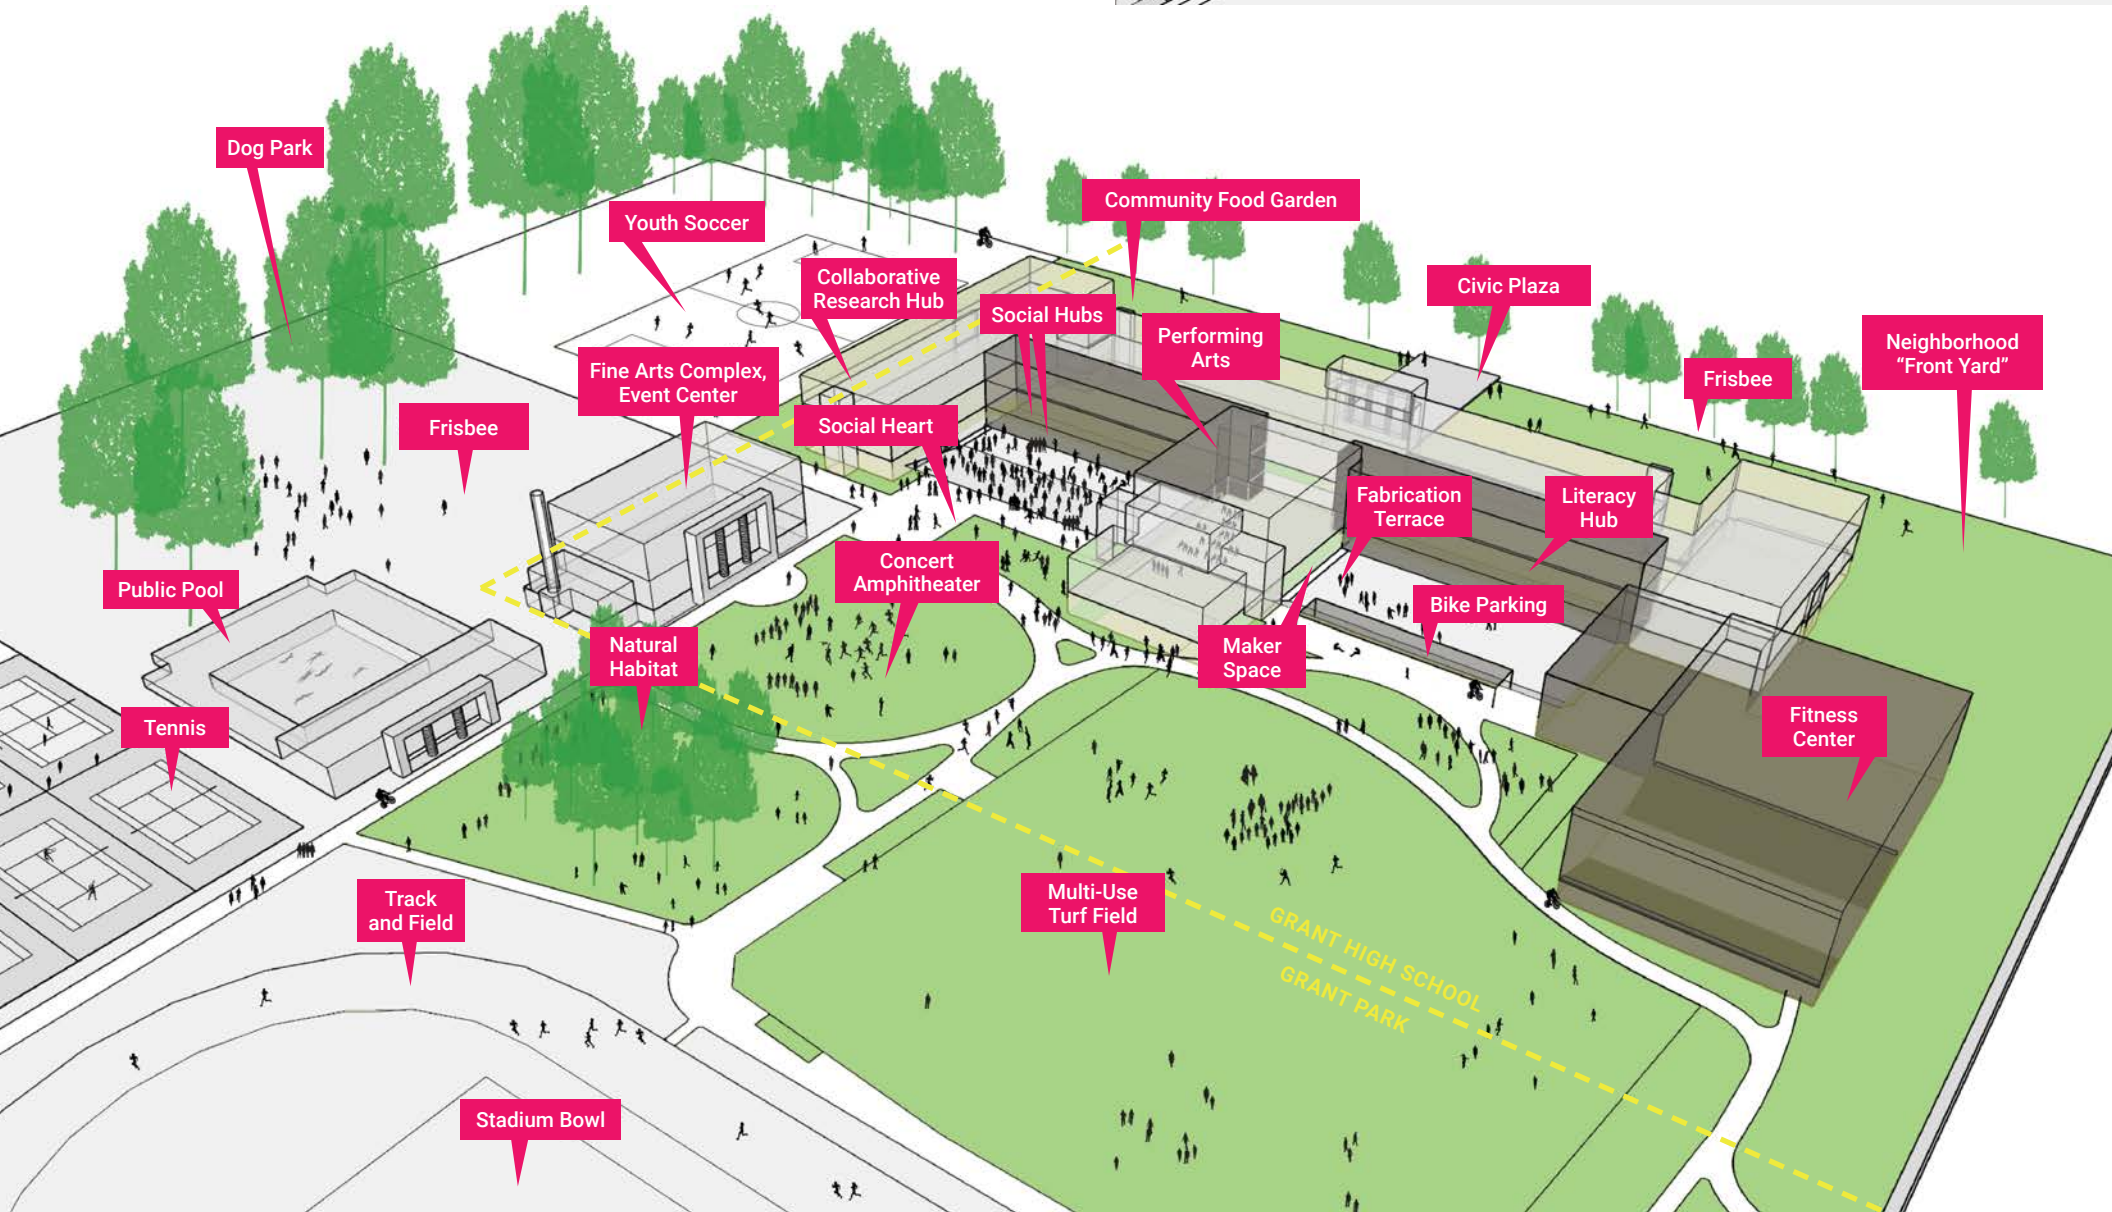 Dog Park
Community Food Garden
Youth Soccer
Collaborative
Research Hub
Civic Plaza
Social Hubs
Performing
Arts
Neighborhood
“Front Yard”
Fine Arts Complex,
Event Center
Frisbee
Social Heart
Frisbee
Fabrication
Terrace
Literacy
Hub
Concert
Amphitheater
Public Pool
Bike Parking
Natural
Habitat
Maker
Space
Tennis
Fitness
Center
Track
and Field
Multi-Use
Turf Field
GRANT HIGH SCHOOL
GRANT PARK
Stadium Bowl